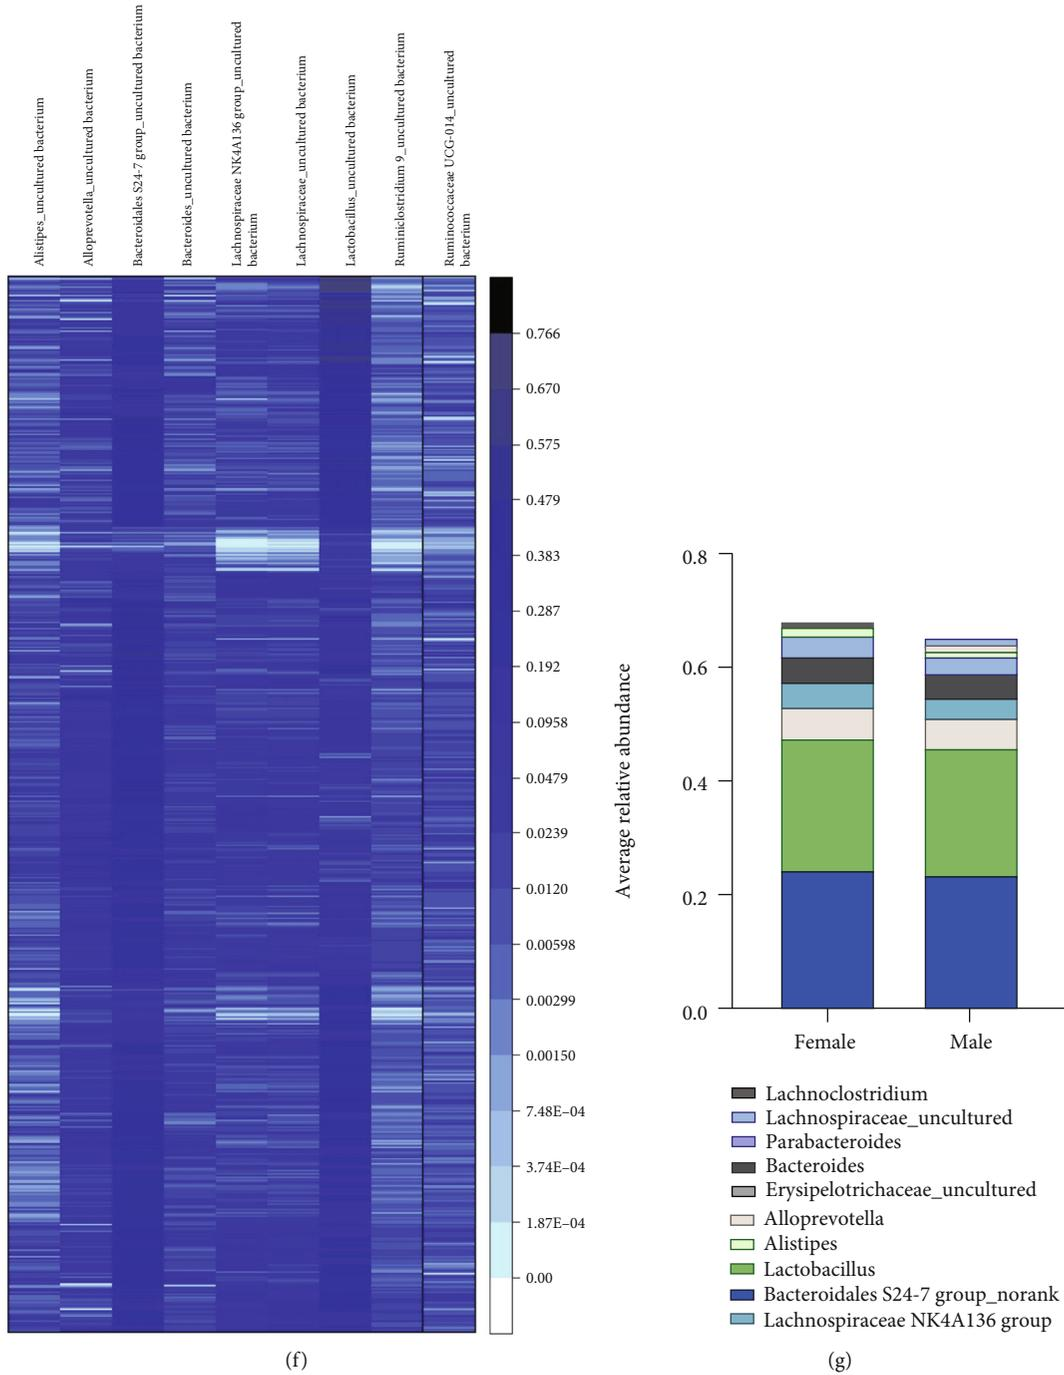 Alistipes_uncultured bacterium
Alloprevotella_uncultured bacterium
Bacteroidales S24-7 group_uncultured bacterium
Bacteroides_uncultured bacterium
Lachnospiraceae NK4A136 group_uncultured
bacterium
Lachnospiraceae_uncultured bacterium
Lactobacillus_uncultured bacterium
Ruminiclostridium 9_uncultured bacterium
Ruminococcaceae UCG-014_uncultured
bacterium
0.766
0.670
0.575
0.479
0.383
0.287
0.192
0.0958
0.0479
0.0239
0.0120
0.00598
0.00299
0.00150
7.48E–04
3.74E–04
1.87E–04
0.00
(f)
Average relative abundance
0.8
0.6
0.4
0.2
0.0
Female
Male
Lachnoclostridium
Lachnospiraceae_uncultured
Parabacteroides
Bacteroides
Erysipelotrichaceae_uncultured
Alloprevotella
Alistipes
Lactobacillus
Bacteroidales S24-7 group_norank
Lachnospiraceae NK4A136 group
(g)